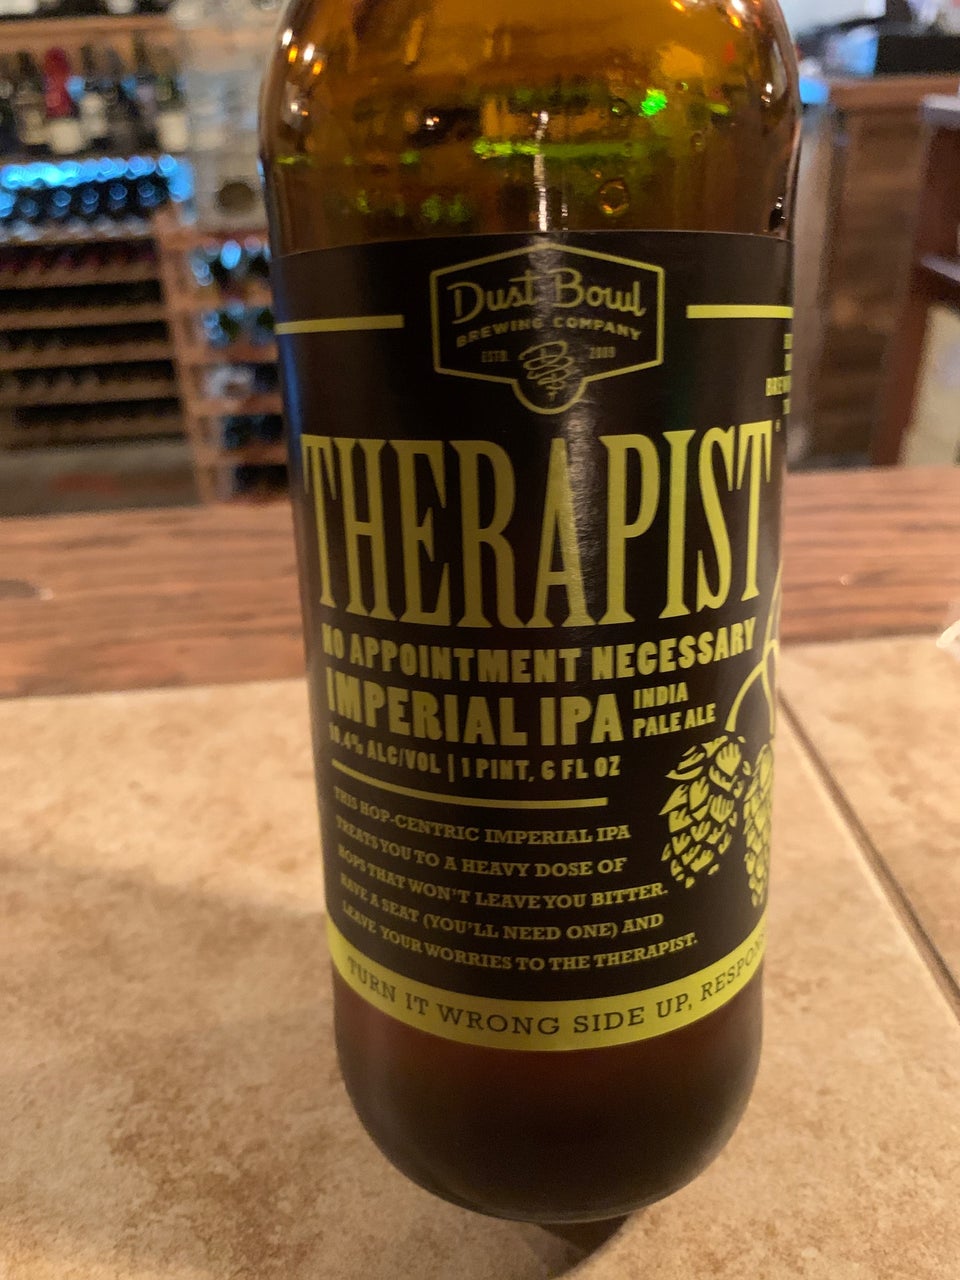 Dust Bowl
BREWING COMPANY
ESTD. 2009
THERAPIST
NO APPOINTMENT NECESSARY
IMPERIAL IPA INDIA
PALE ALE
10.4% ALC/VOL | 1 PINT, 6 FL OZ
THIS HOP-CENTRIC IMPERIAL IPA
TREATS YOU TO A HEAVY DOSE OF
HOPS THAT WON'T LEAVE YOU BITTER.
HAVE A SEAT (YOU'LL NEED ONE) AND
LEAVE YOUR WORRIES TO THE THERAPIST.
TURN IT WRONG SIDE UP,